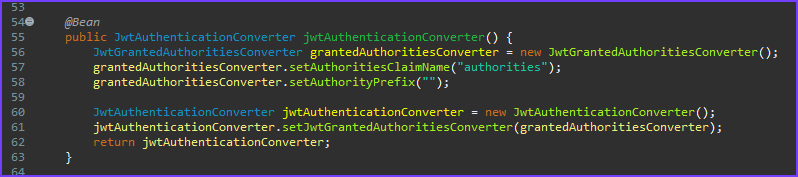 53
54 @Bean
55 public JwtAuthenticationConverter jwtAuthenticationConverter() {
56 JwtGrantedAuthoritiesConverter grantedAuthoritiesConverter = new JwtGrantedAuthoritiesConverter();
57 grantedAuthoritiesConverter.setAuthoritiesClaimName("authorities");
58 grantedAuthoritiesConverter.setAuthorityPrefix("");
59
60 JwtAuthenticationConverter jwtAuthenticationConverter = new JwtAuthenticationConverter();
61 jwtAuthenticationConverter.setJwtGrantedAuthoritiesConverter(grantedAuthoritiesConverter);
62 return jwtAuthenticationConverter;
63 }
64